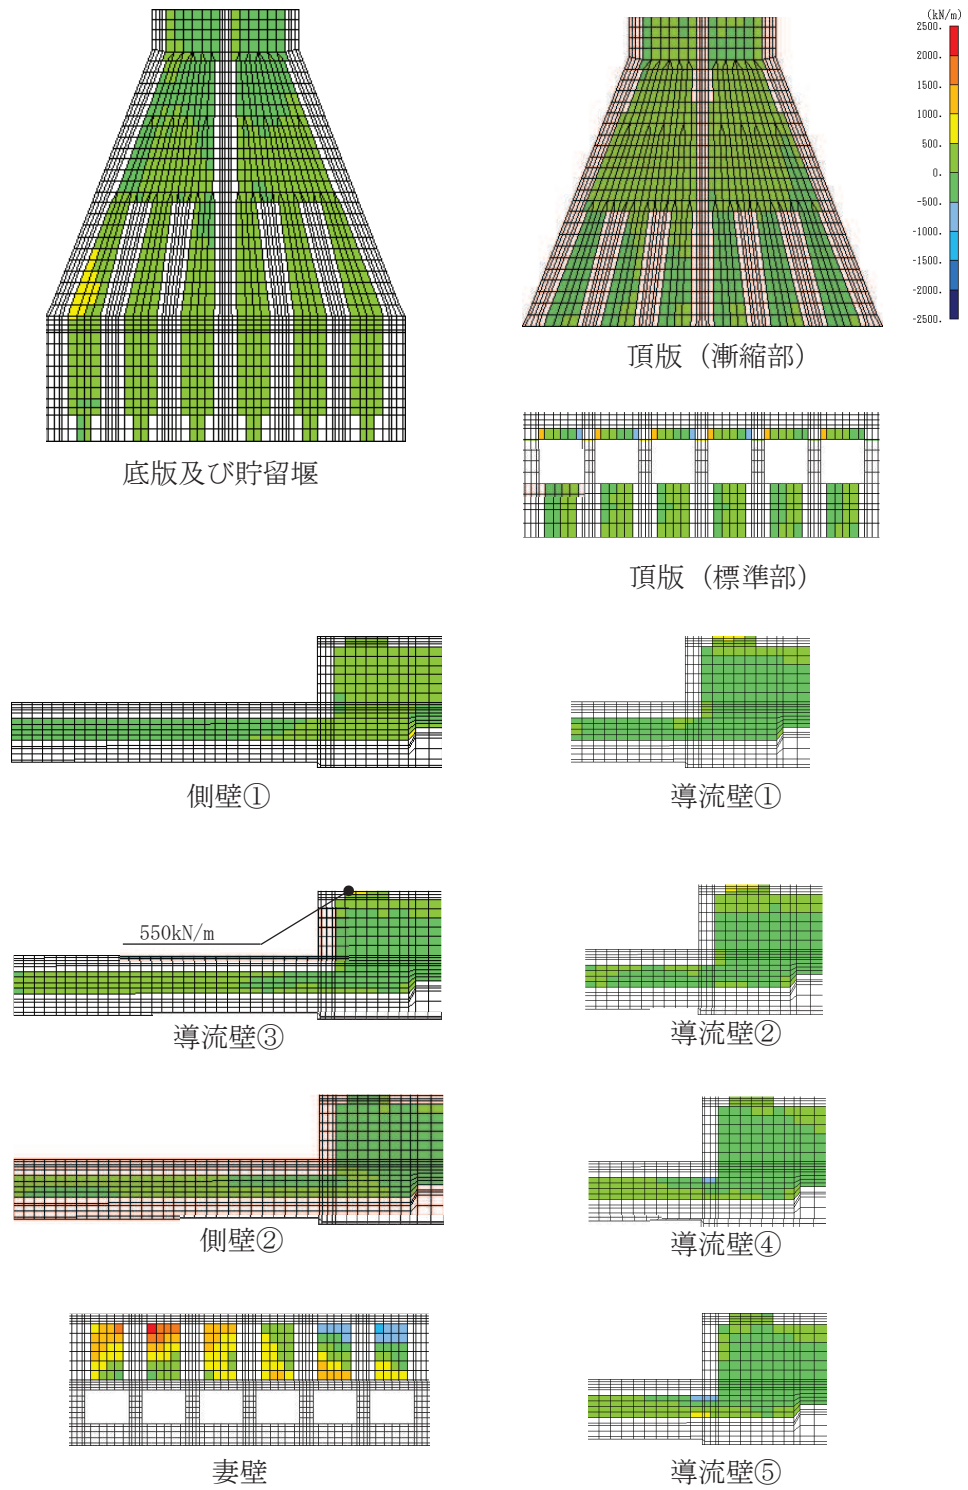 (kN/m)
2500.
2000.
1500.
1000.
500.
0.
-500.
-1000.
-1500.
-2000.
-2500.
頂版（漸縮部）
底版及び貯留堰
頂版（標準部）
側壁①
導流壁①
550kN/m
導流壁③
導流壁②
側壁②
導流壁④
妻壁
導流壁⑤